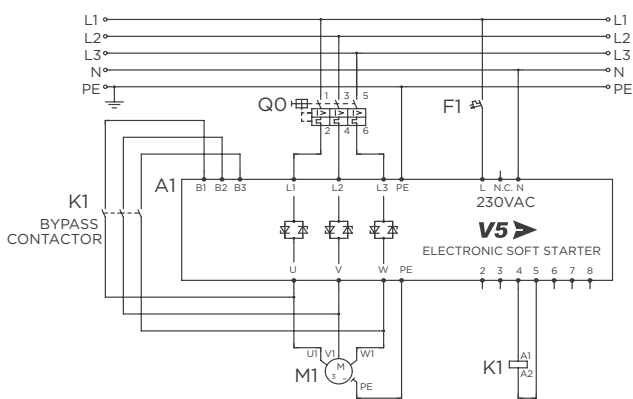 L1 L1
L2 L2
L3 L3
N N
PE PE
1 3 5
Q0 F1
2 4 6
A1 B1 B2 B3 L1 L2 L3 PE L N.C. N
230VAC
K1
BYPASS
CONTACTOR
V5
ELECTRONIC SOFT STARTER
U V W PE 2 3 4 5 6 7 8
U1 V1 W1
M1 M
3 ~
PE
K1 A1
A2